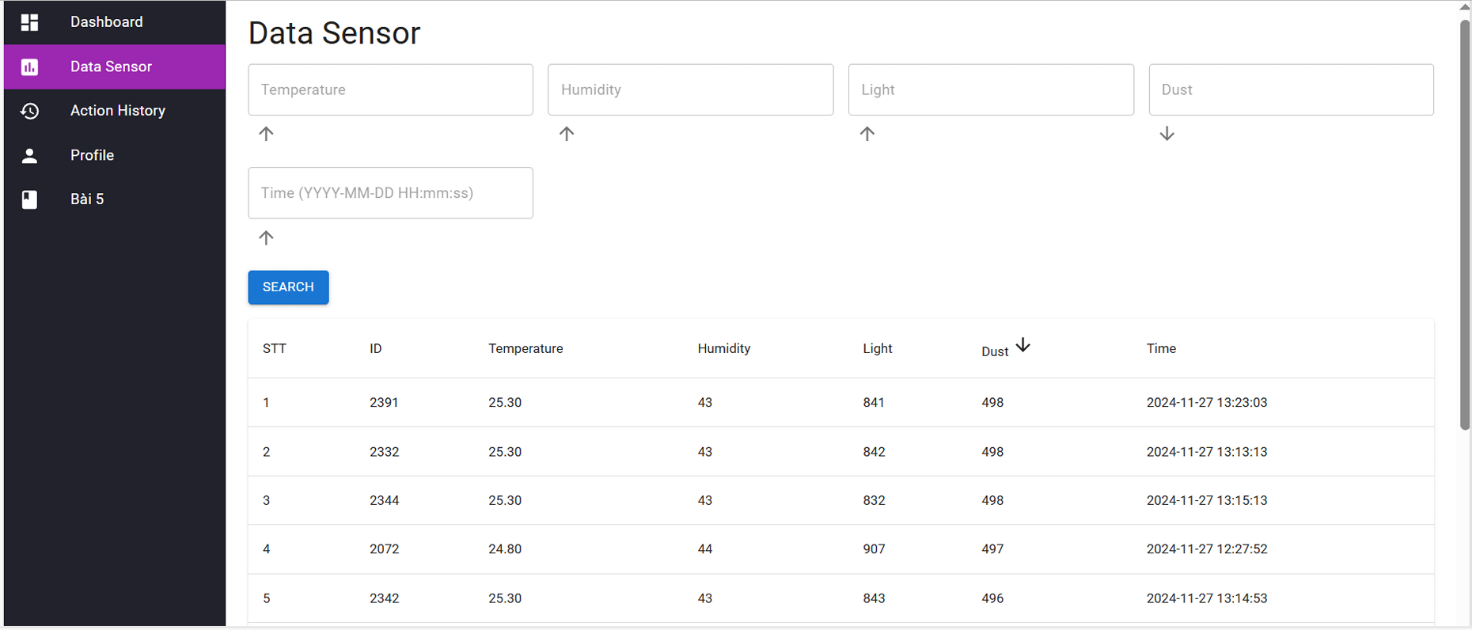 Dashboard
Data Sensor
Action History
Profile
Bài 5
Data Sensor
Temperature Humidity Light Dust
Time (YYYY-MM-DD HH:mm:ss)
SEARCH
STT ID Temperature Humidity Light Dust Time
1 2391 25.30 43 841 498 2024-11-27 13:23:03
2 2332 25.30 43 842 498 2024-11-27 13:13:13
3 2344 25.30 43 832 498 2024-11-27 13:15:13
4 2072 24.80 44 907 497 2024-11-27 12:27:52
5 2342 25.30 43 843 496 2024-11-27 13:14:53